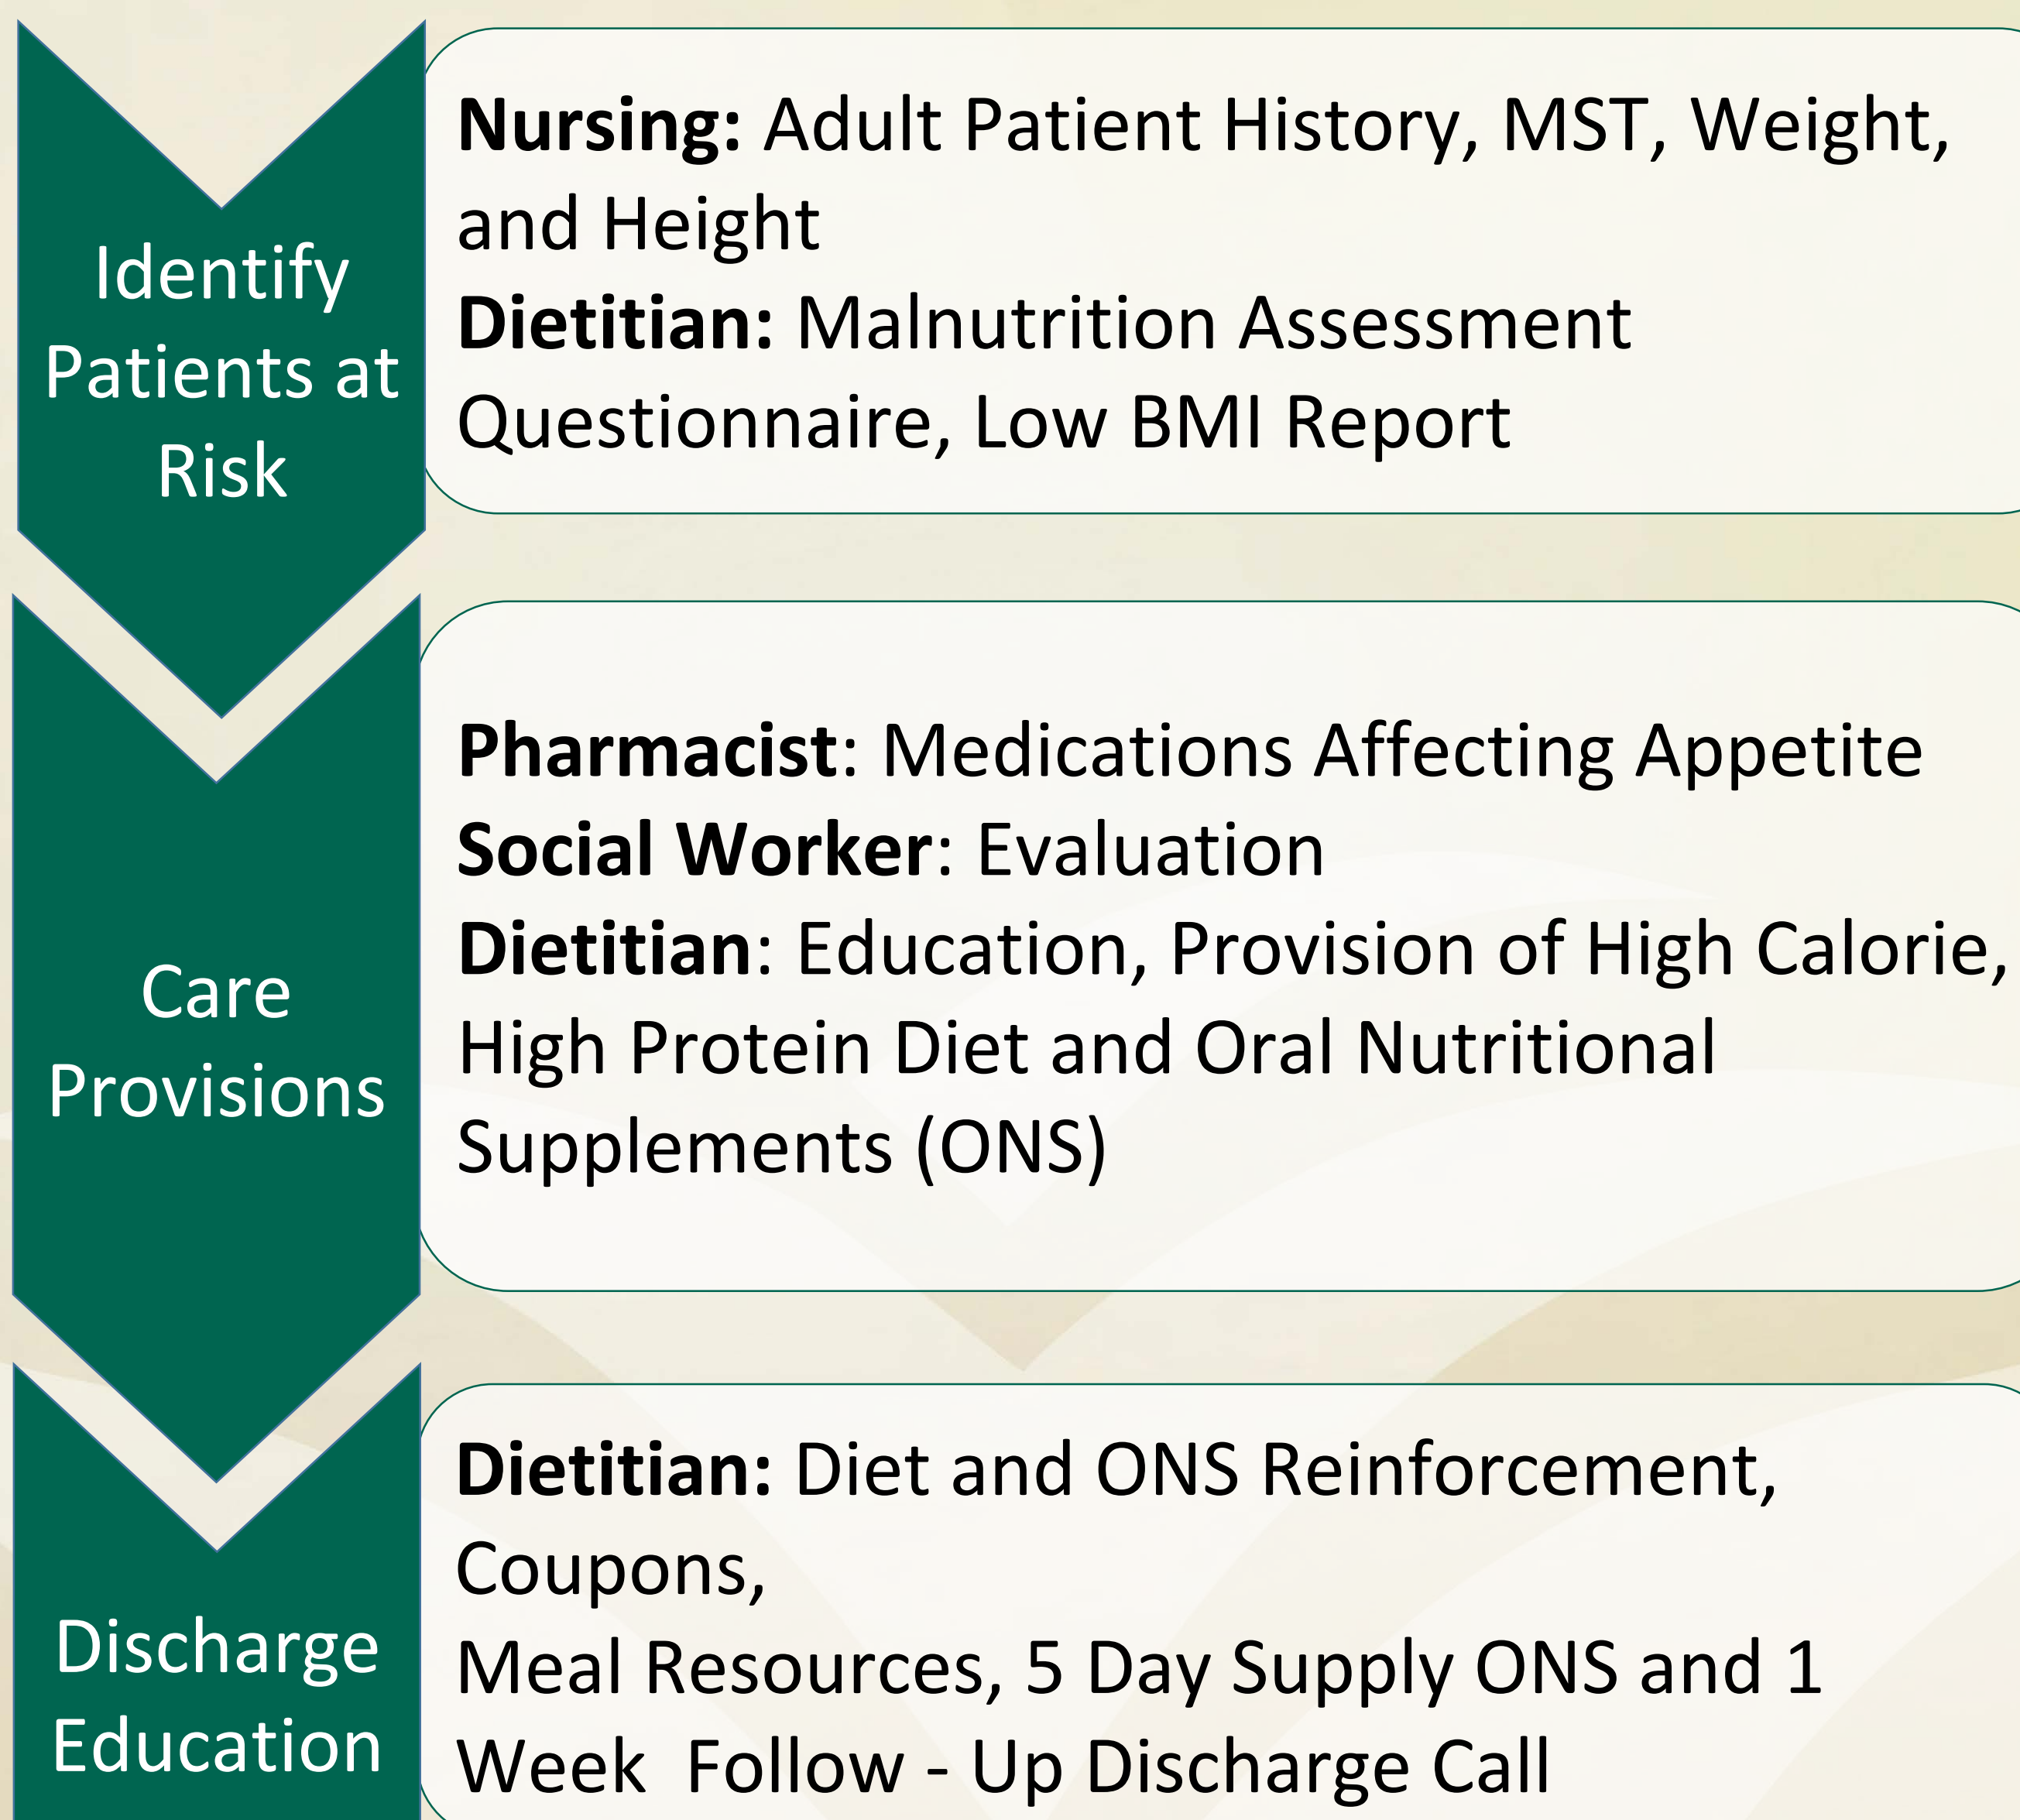 Identify
Patients at
Risk
Nursing: Adult Patient History, MST, Weight,
and Height
Dietitian: Malnutrition Assessment
Questionnaire, Low BMI Report
Care
Provisions
Pharmacist: Medications Affecting Appetite
Social Worker: Evaluation
Dietitian: Education, Provision of High Calorie,
High Protein Diet and Oral Nutritional
Supplements (ONS)
Discharge
Education
Dietitian: Diet and ONS Reinforcement,
Coupons,
Meal Resources, 5 Day Supply ONS and 1
Week  Follow - Up Discharge Call